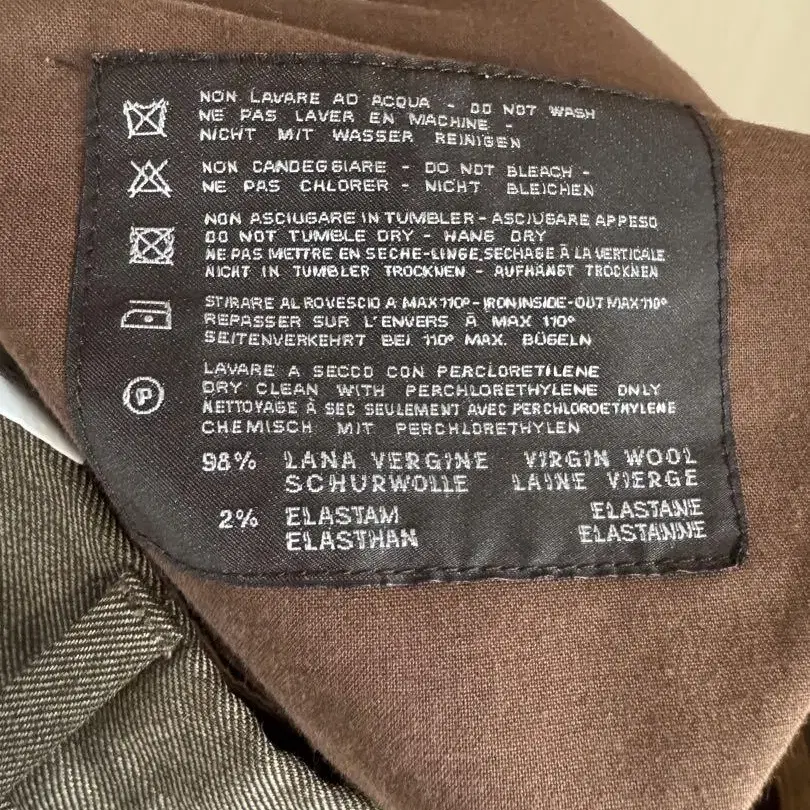 NON LAVARE AD ACQUA - DO NOT WASH
NE PAS LAVER EN MACHINE -
NICHT MIT WASSER REINIGEN
NON CANDEGGIARE - DO NOT BLEACH -
NE PAS CHLORER - NICHT BLEICHEN
NON ASCIUGARE IN TUMBLER - ASCIUGARE APPESO
DO NOT TUMBLE DRY - HANG DRY
NE PAS METTRE EN SECHE-LINGE, SECHAGE À LA VERTICALE
NICHT IN TUMBLER TROCKNEN - AUFHÄNGT TROCKNEN
STIRARE AL ROVESCIO A MAX 110° - IRON INSIDE-OUT MAX 110°
REPASSER SUR L'ENVERS À MAX 110°
SEITENVERKEHRT BEI 110° MAX. BÜGELN
LAVARE A SECCO CON PERCLORETILENE
DRY CLEAN WITH PERCHLORETHYLENE ONLY
NETTOYAGE À SEC SEULEMENT AVEC PERCHLOROETHYLENE
CHEMISCH MIT PERCHLORETHYLEN
P
98% LANA VERGINE VIRGIN WOOL
SCHURWOLLE LAINE VIERGE
2% ELASTAM ELASTANE
ELASTHAN ELASTANNE